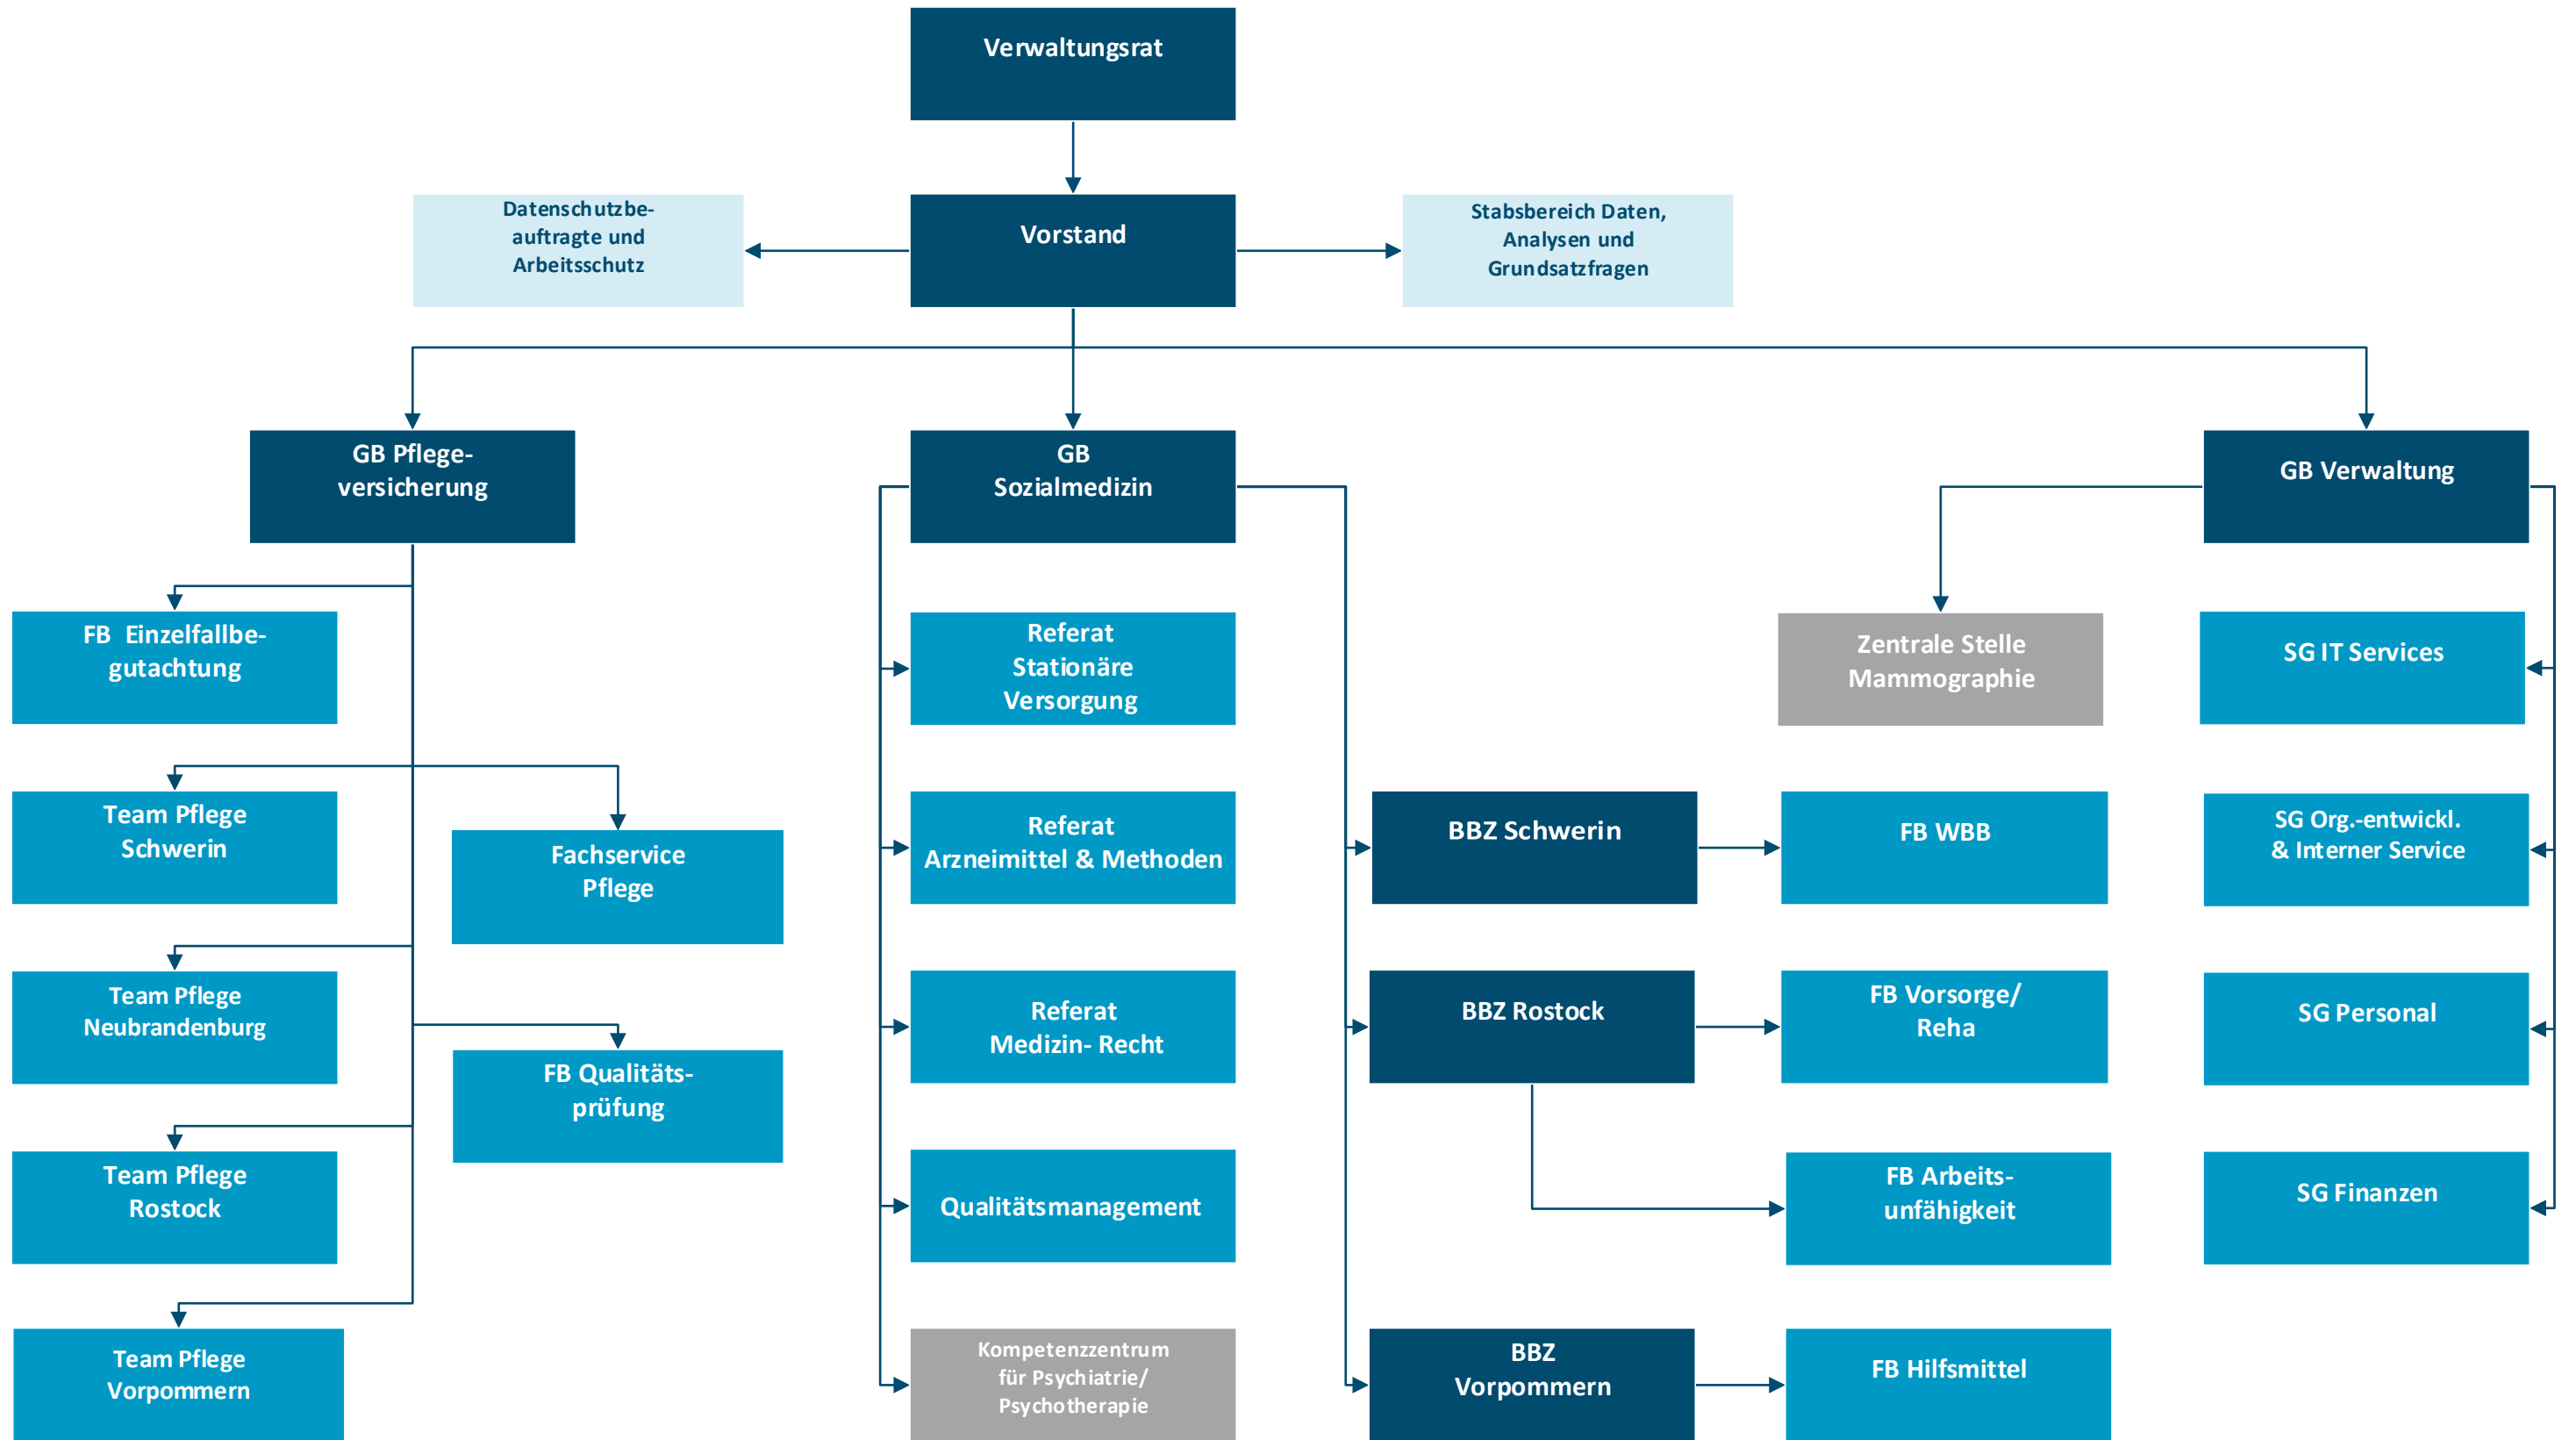 Verwaltungsrat
Datenschutzbe-
auftragte und
Arbeitsschutz
Vorstand
Stabsbereich Daten,
Analysen und
Grundsatzfragen
GB Pflege-
versicherung
GB
Sozialmedizin
GB Verwaltung
FB Einzelfallbe-
gutachtung
Team Pflege
Schwerin
Fachservice
Pflege
Team Pflege
Neubrandenburg
FB Qualitäts-
prüfung
Team Pflege
Rostock
Team Pflege
Vorpommern
Referat
Stationäre
Versorgung
Referat
Arzneimittel & Methoden
Referat
Medizin- Recht
Qualitätsmanagement
Kompetenzzentrum
für Psychiatrie/
Psychotherapie
BBZ Schwerin
FB WBB
BBZ Rostock
FB Vorsorge/
Reha
FB Arbeits-
unfähigkeit
BBZ
Vorpommern
FB Hilfsmittel
Zentrale Stelle
Mammographie
SG IT Services
SG Org.-entwickl.
& Interner Service
SG Personal
SG Finanzen